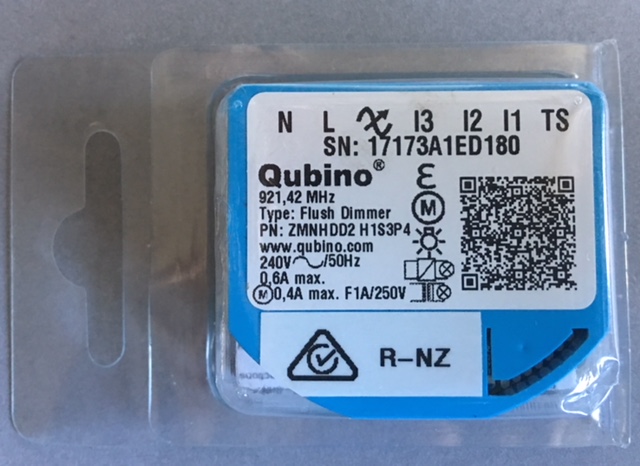 N L I3 I2 I1 TS
SN: 17173A1ED180
Qubino®
921,42 MHz
Type: Flush Dimmer
PN: ZMNHDD2 H1S3P4
www.qubino.com
240V /50Hz
0,6A max.
M 0,4A max. F1A/250V
M
R-NZ